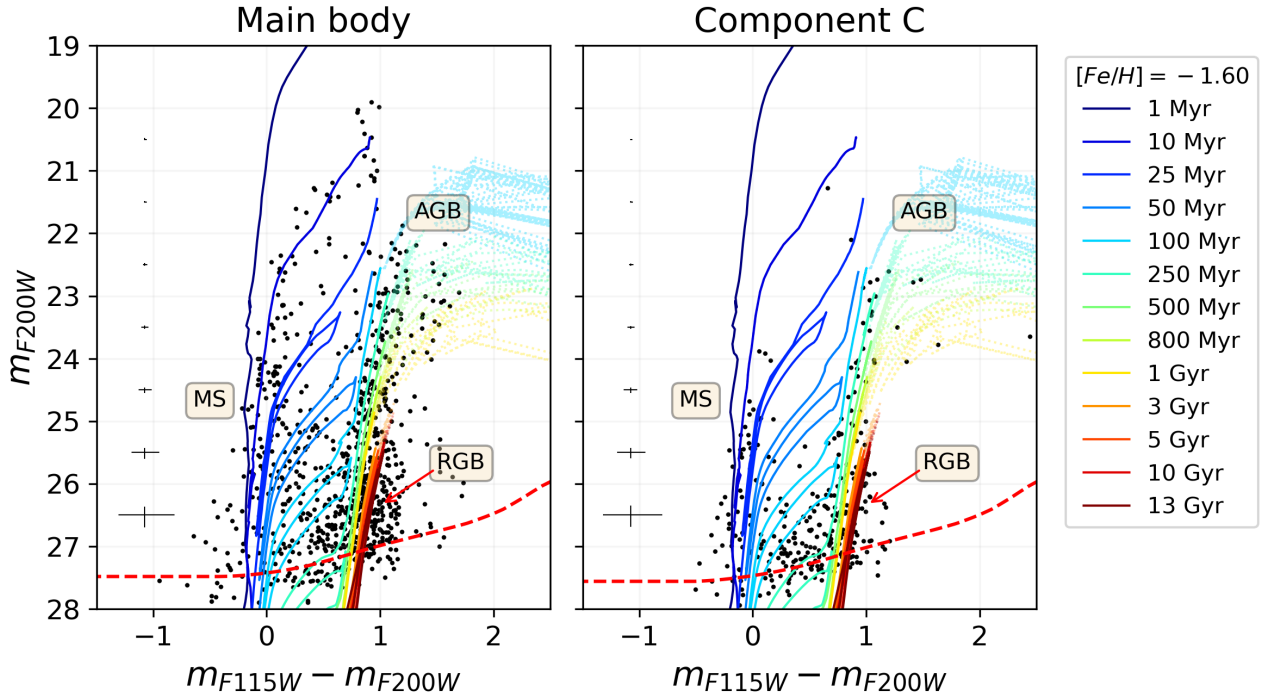 Main body
Component C
19
20
21
22
23
24
25
26
27
28
m_F200W
AGB
MS
RGB
AGB
MS
RGB
−1 0 1 2
−1 0 1 2
m_F115W − m_F200W
m_F115W − m_F200W
[Fe/H] = −1.60
1 Myr
10 Myr
25 Myr
50 Myr
100 Myr
250 Myr
500 Myr
800 Myr
1 Gyr
3 Gyr
5 Gyr
10 Gyr
13 Gyr